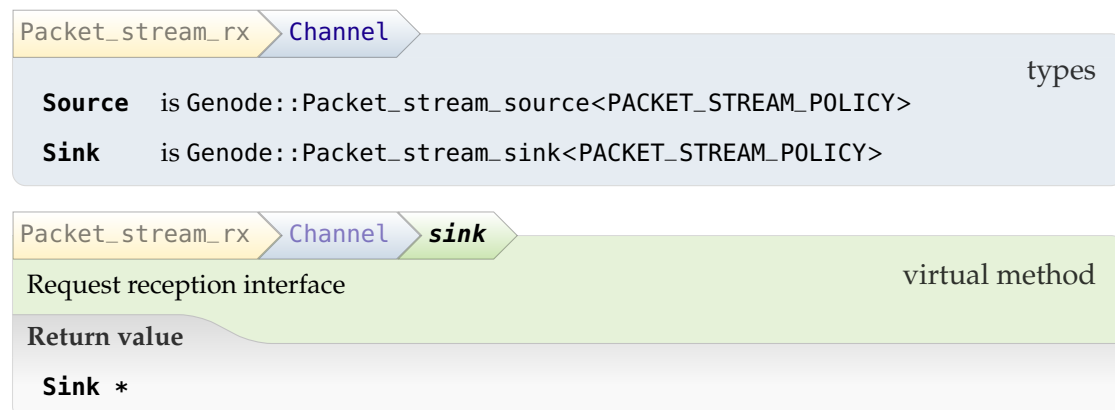 Packet_stream_rx Channel
types
Source is Genode::Packet_stream_source<PACKET_STREAM_POLICY>
Sink is Genode::Packet_stream_sink<PACKET_STREAM_POLICY>
Packet_stream_rx Channel sink
virtual method
Request reception interface
Return value
Sink *